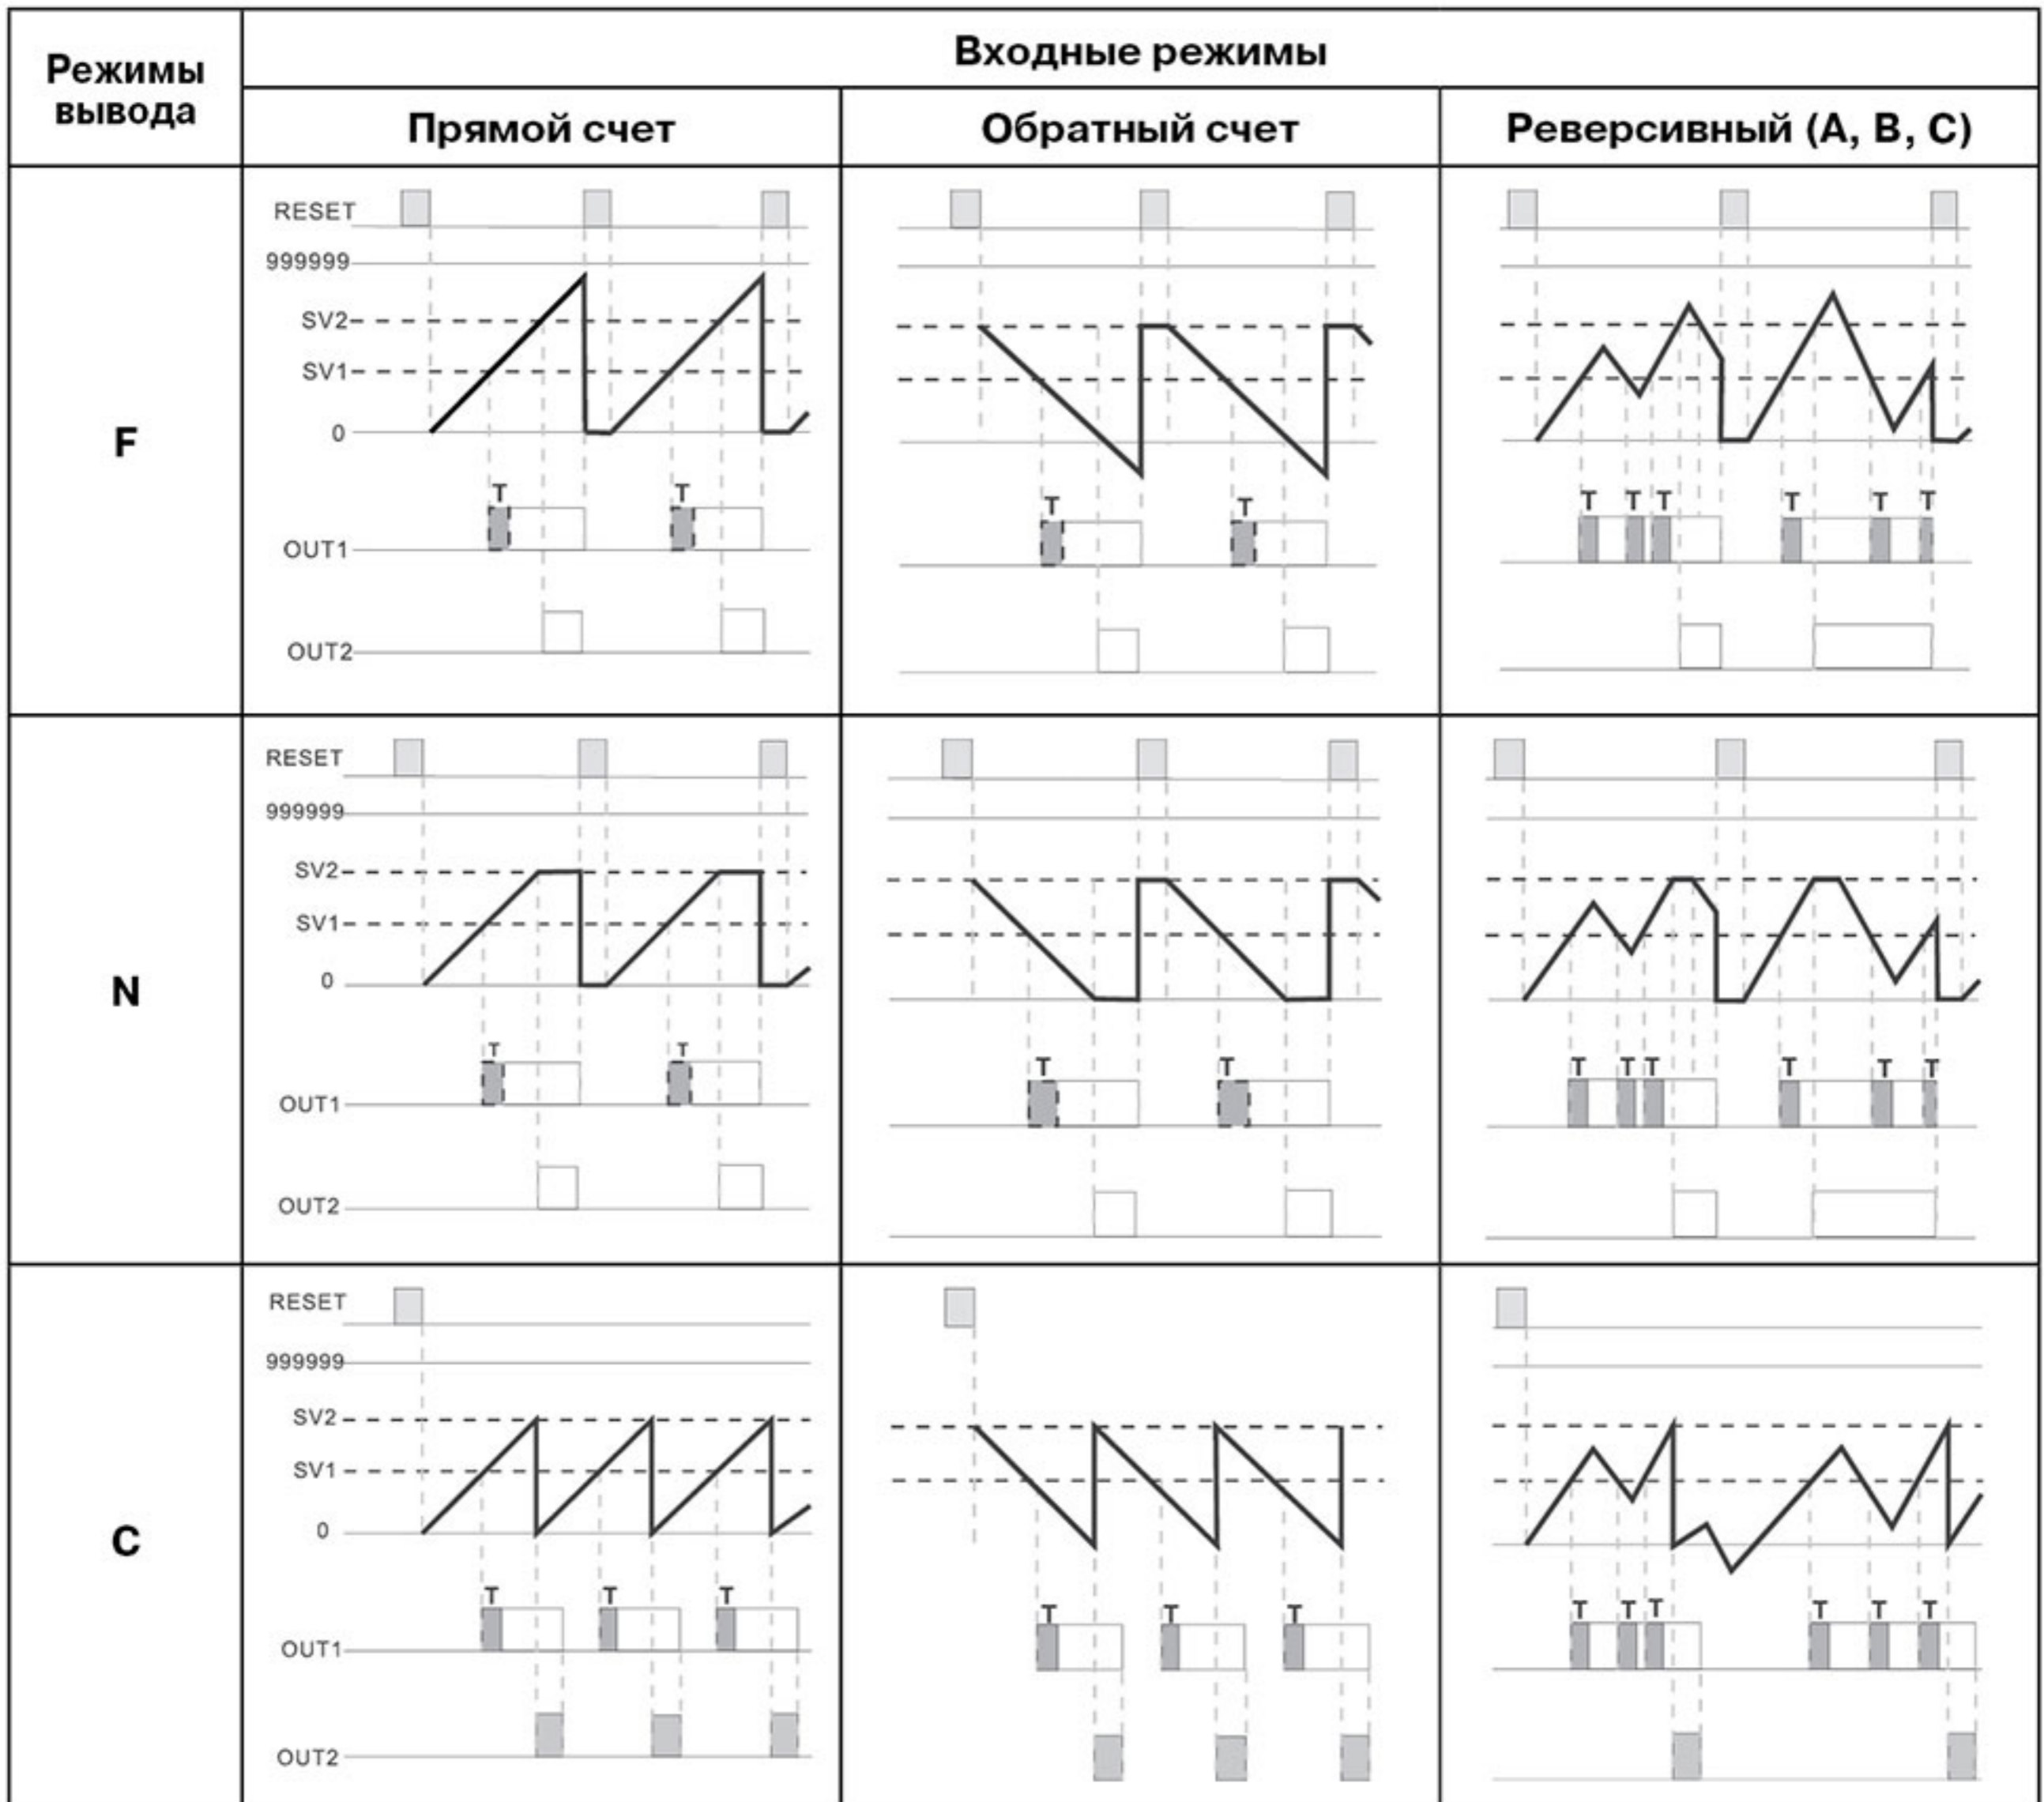 Режимы
вывода
Входные режимы
Прямой счет
Обратный счет
Реверсивный (A, B, C)
F
RESET
999999
SV2
SV1
0
T T
OUT1
OUT2
T T
T T T T T T
N
RESET
999999
SV2
SV1
0
T T
OUT1
OUT2
T T
T T T T T T
C
RESET
999999
SV2
SV1
0
T T T
OUT1
OUT2
T T T
T T T T T T